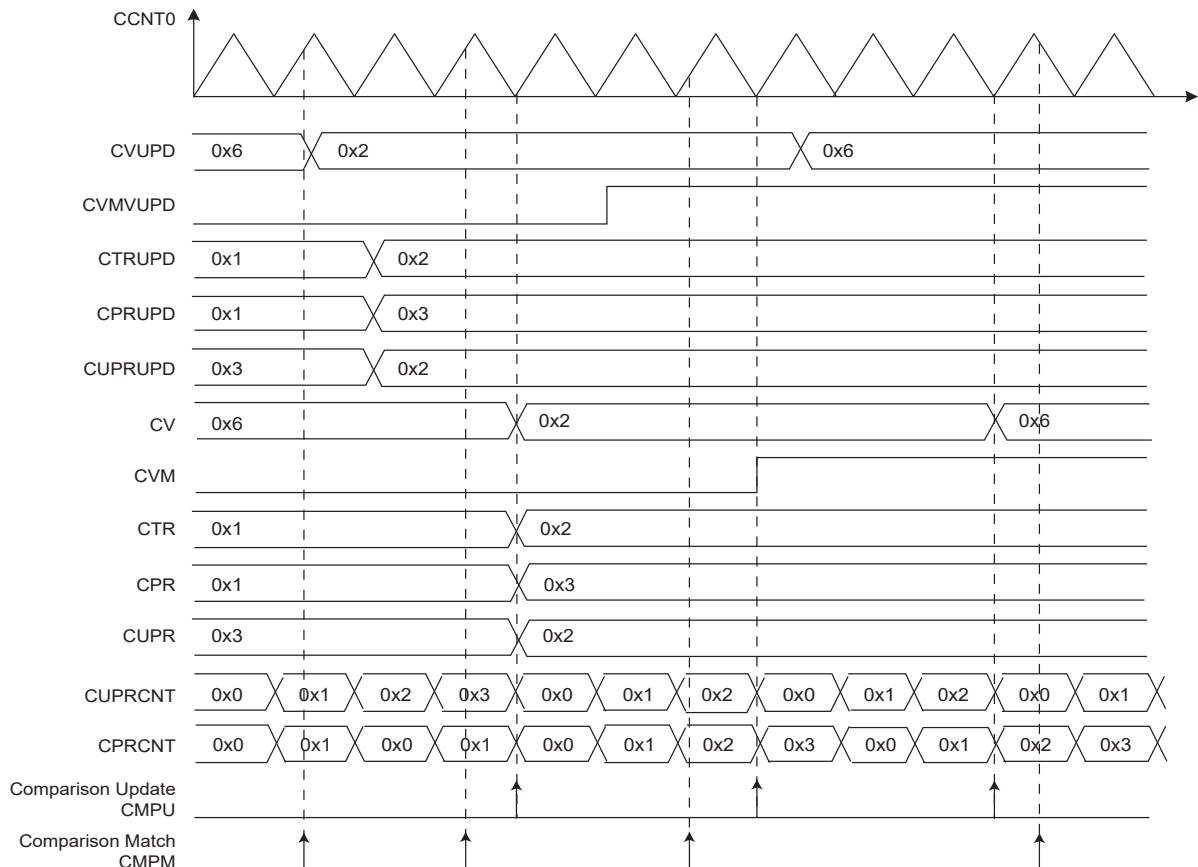 CCNT0
CVUPD 0x6 0x2 0x6
CVMVUPD
CTRUPD 0x1 0x2
CPRUPD 0x1 0x3
CUPRUPD 0x3 0x2
CV 0x6 0x2 0x6
CVM
CTR 0x1 0x2
CPR 0x1 0x3
CUPR 0x3 0x2
CUPRCNT 0x0 0x1 0x2 0x3 0x0 0x1 0x2 0x0 0x1 0x2 0x0 0x1
CPRCNT 0x0 0x1 0x0 0x1 0x0 0x1 0x2 0x3 0x0 0x1 0x2 0x3
Comparison Update
CMPU
Comparison Match
CMPM